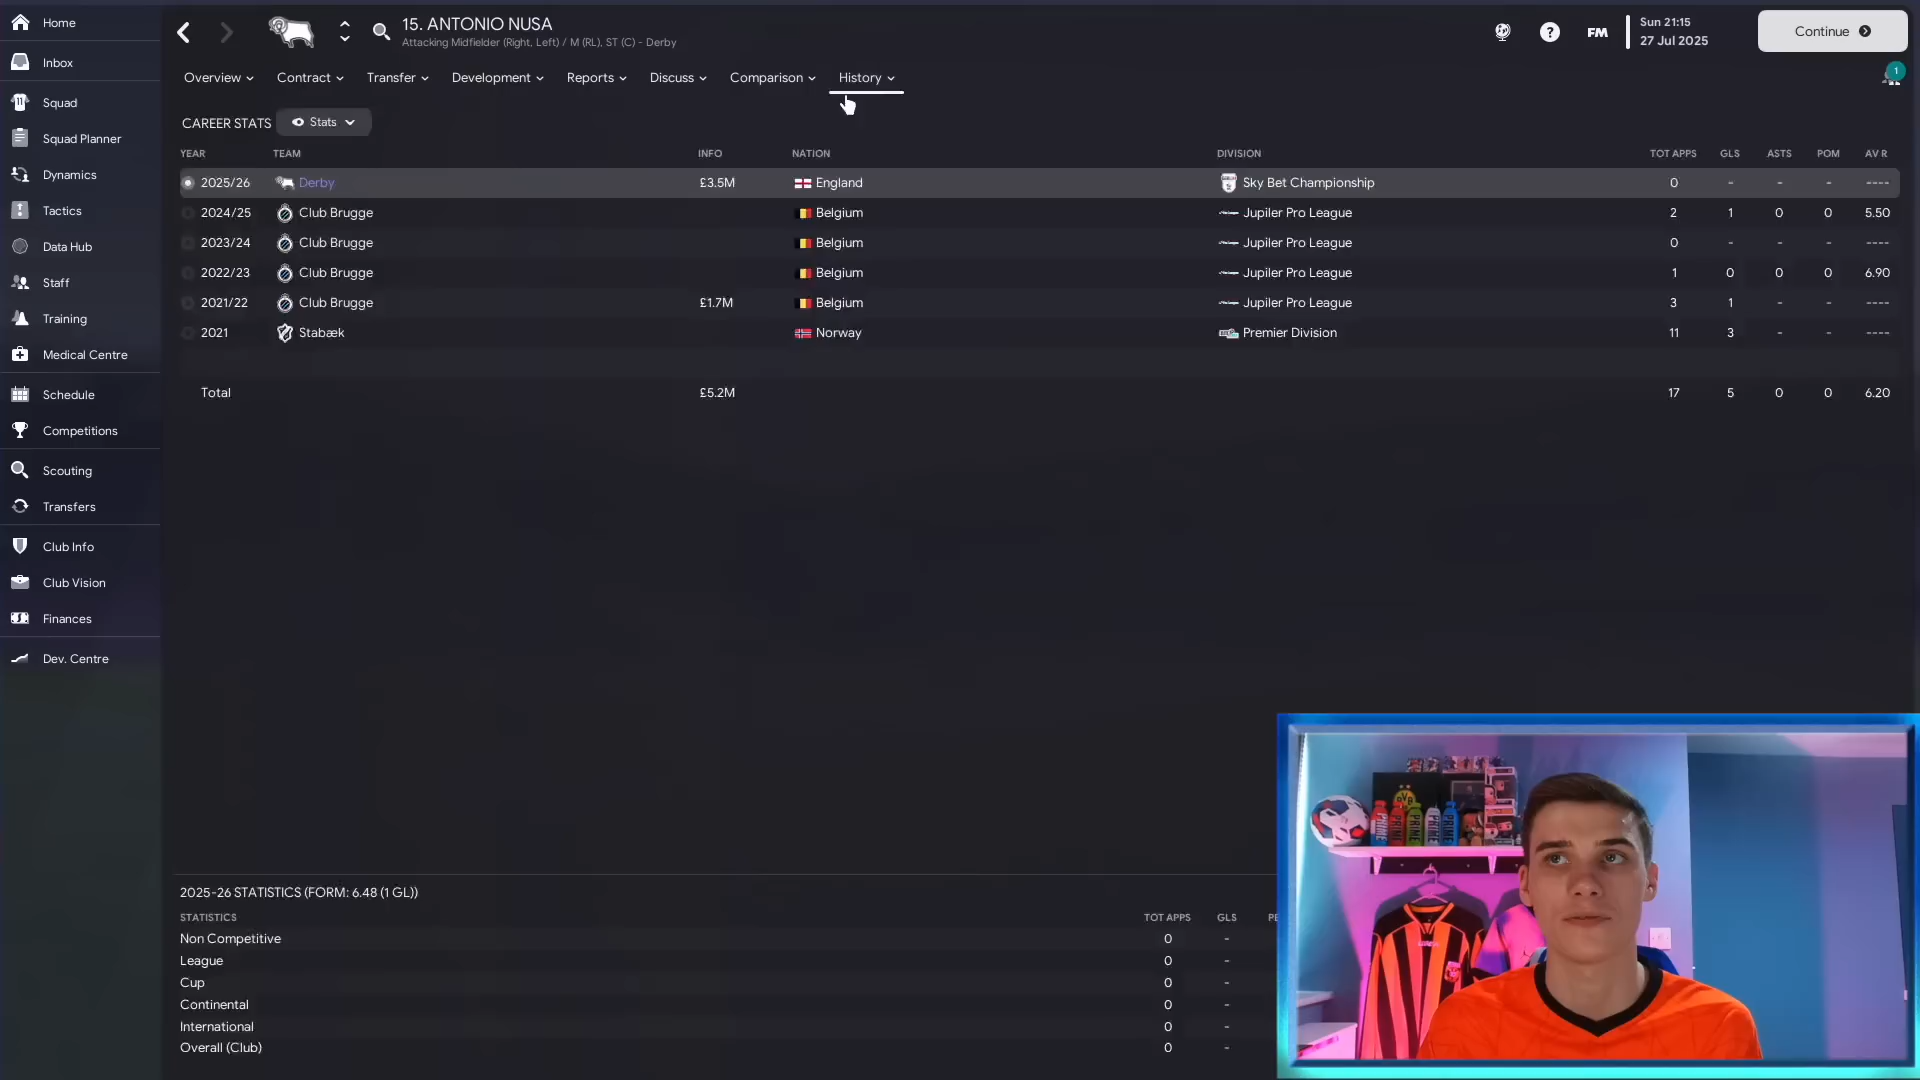 Home
Inbox
Squad
Squad Planner
Dynamics
Tactics
Data Hub
Staff
Training
Medical Centre
Schedule
Competitions
Scouting
Transfers
Club Info
Club Vision
Finances
Dev. Centre
15. ANTONIO NUSA
Attacking Midfielder (Right, Left) / M (RL), ST (C) - Derby
? FM
Sun 21:15
27 Jul 2025
Continue
Overview Contract Transfer Development Reports Discuss Comparison History
1
CAREER STATS Stats
YEAR TEAM INFO NATION DIVISION TOT APPS GLS ASTS POM AV R
2025/26 Derby £3.5M England Sky Bet Championship 0 - - - ----
2024/25 Club Brugge Belgium Jupiler Pro League 2 1 0 0 5.50
2023/24 Club Brugge Belgium Jupiler Pro League 0 - - - ----
2022/23 Club Brugge Belgium Jupiler Pro League 1 0 0 0 6.90
2021/22 Club Brugge £1.7M Belgium Jupiler Pro League 3 1 - - ----
2021 Stabæk Norway Premier Division 11 3 - - ----
Total £5.2M 17 5 0 0 6.20
2025-26 STATISTICS (FORM: 6.48 (1 GL))
STATISTICS TOT APPS GLS PE
Non Competitive 0 -
League 0 -
Cup 0 -
Continental 0 -
International 0 -
Overall (Club) 0 -
BVB
PRIME PRIME PRIME PRIME PRIME